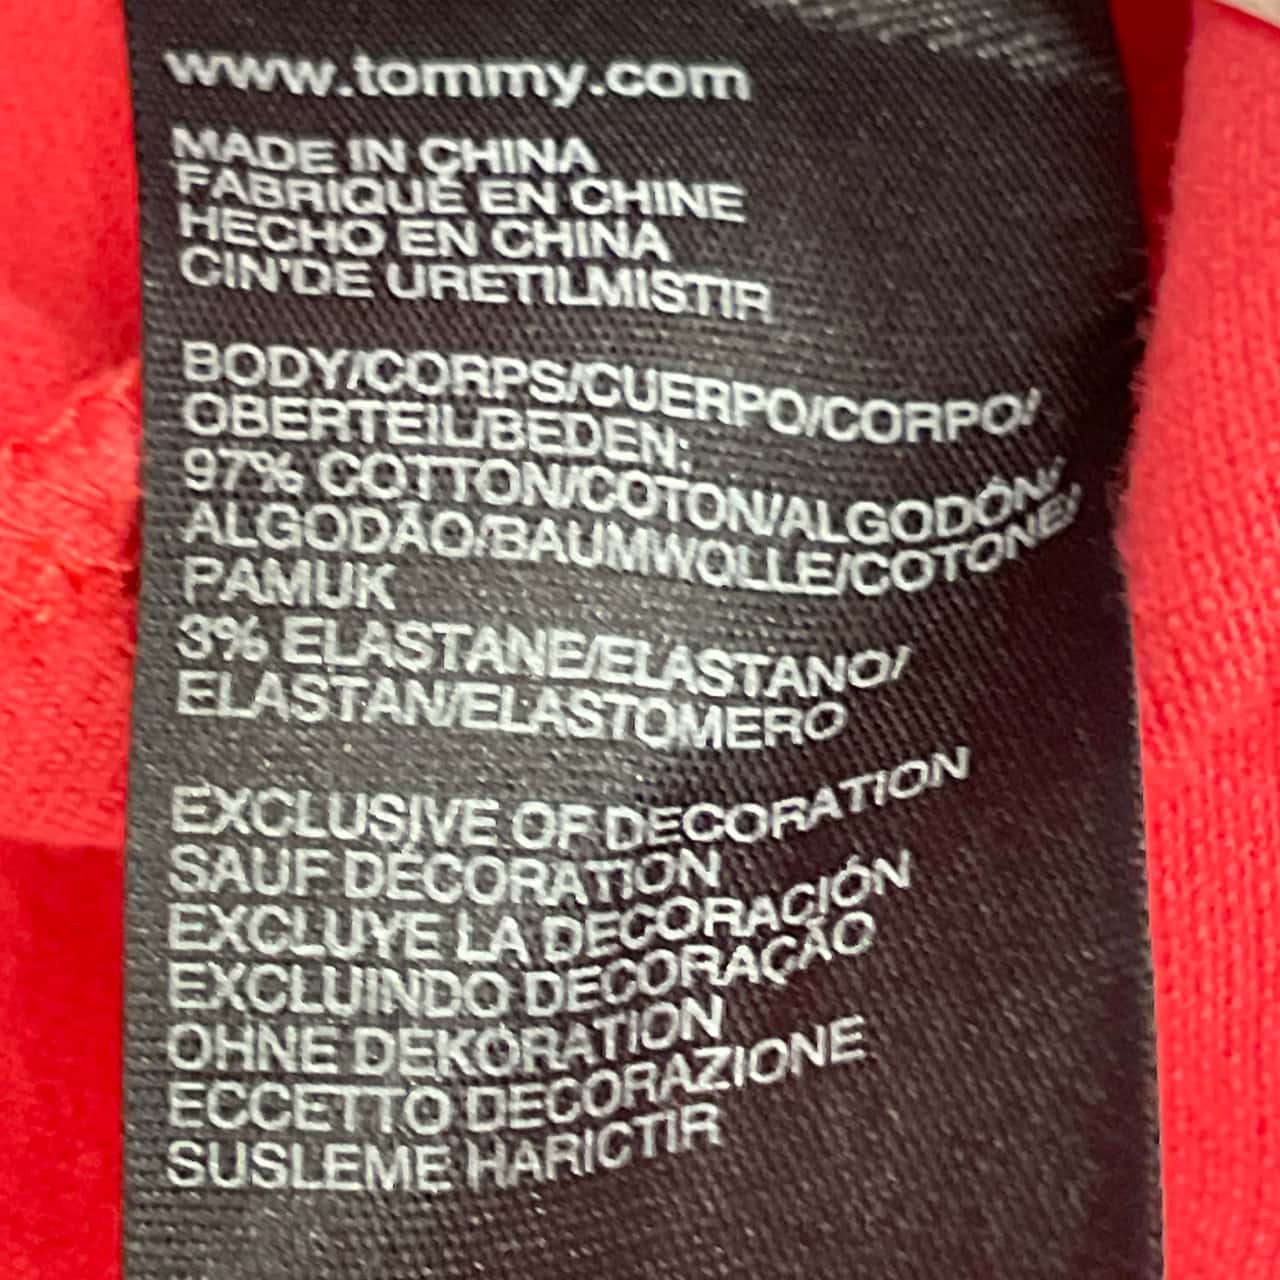 www.tommy.com
MADE IN CHINA
FABRIQUÉ EN CHINE
HECHO EN CHINA
CIN'DE URETILMISTIR
BODY/CORPS/CUERPO/CORPO/
OBERTEIL/BEDEN:
97% COTTON/COTON/ALGODÓN/
ALGODÃO/BAUMWOLLE/COTONE/
PAMUK
3% ELASTANE/ELASTANO/
ELASTAN/ELASTOMERO
EXCLUSIVE OF DECORATION
SAUF DÉCORATION
EXCLUYE LA DECORACIÓN
EXCLUINDO DECORAÇÃO
OHNE DEKORATION
ECCETTO DECORAZIONE
SUSLEME HARICTIR